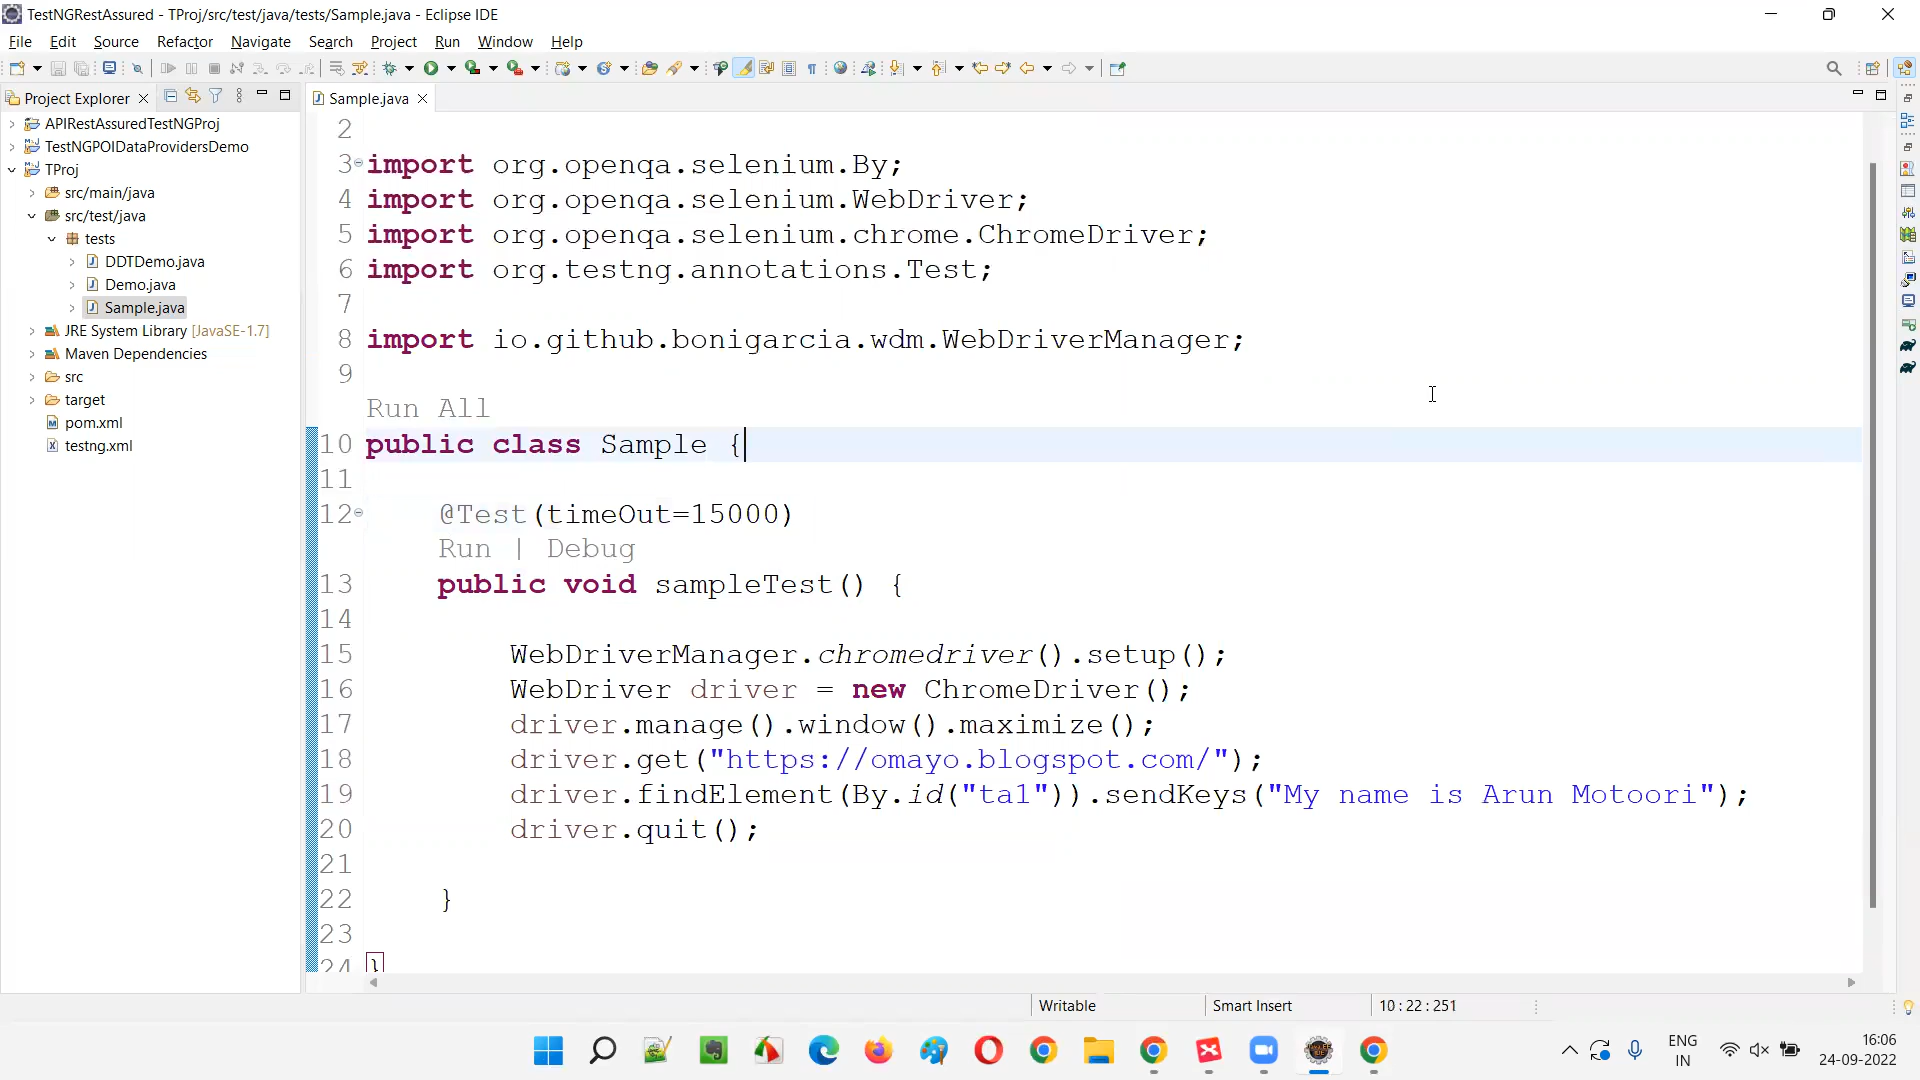 TestNGRestAssured - TProj/src/test/java/tests/Sample.java - Eclipse IDE
File Edit Source Refactor Navigate Search Project Run Window Help
Project Explorer
APIRestAssuredTestNGProj
TestNGPOIDataProvidersDemo
TProj
src/main/java
src/test/java
tests
DDTDemo.java
Demo.java
Sample.java
JRE System Library [JavaSE-1.7]
Maven Dependencies
src
target
pom.xml
testng.xml
Sample.java
2
3 import org.openqa.selenium.By;
4 import org.openqa.selenium.WebDriver;
5 import org.openqa.selenium.chrome.ChromeDriver;
6 import org.testng.annotations.Test;
7
8 import io.github.bonigarcia.wdm.WebDriverManager;
9
Run All
10 public class Sample {
11
12 @Test(timeOut=15000)
Run | Debug
13 public void sampleTest() {
14
15 WebDriverManager.chromedriver().setup();
16 WebDriver driver = new ChromeDriver();
17 driver.manage().window().maximize();
18 driver.get("https://omayo.blogspot.com/");
19 driver.findElement(By.id("ta1")).sendKeys("My name is Arun Motoori");
20 driver.quit();
21
22 }
23
24 }
Writable Smart Insert 10 : 22 : 251
ENG
IN
16:06
24-09-2022